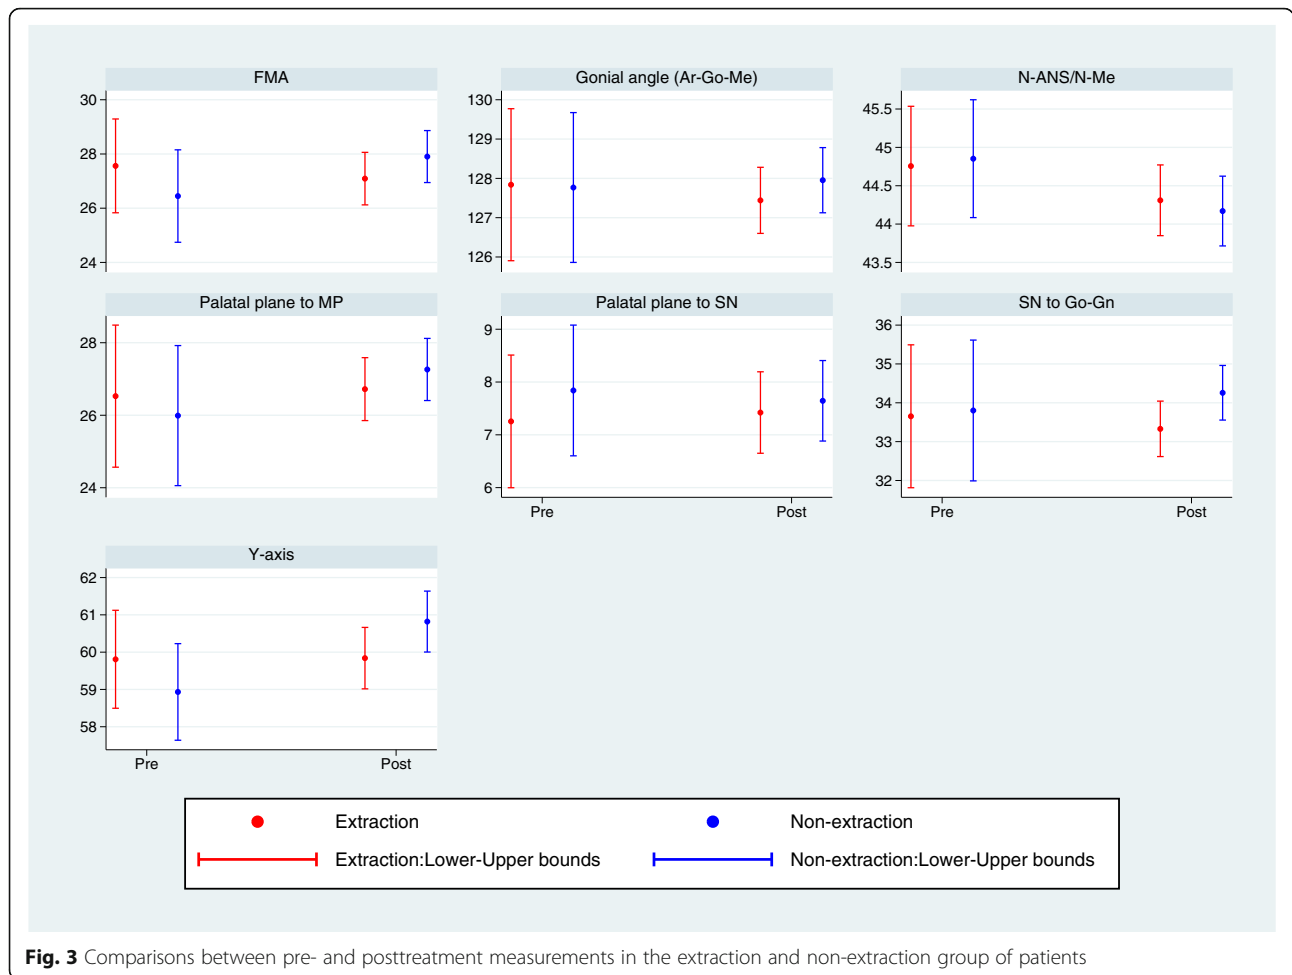 FMA
Gonial angle (Ar-Go-Me)
N-ANS/N-Me
30
28
26
24
130
129
128
127
126
45.5
45
44.5
44
43.5
Palatal plane to MP
Palatal plane to SN
SN to Go-Gn
28
26
24
9
8
7
6
36
35
34
33
32
Pre Post
Pre Post
Y-axis
62
61
60
59
58
Pre Post
Extraction Non-extraction
Extraction:Lower-Upper bounds Non-extraction:Lower-Upper bounds
Fig. 3 Comparisons between pre- and posttreatment measurements in the extraction and non-extraction group of patients